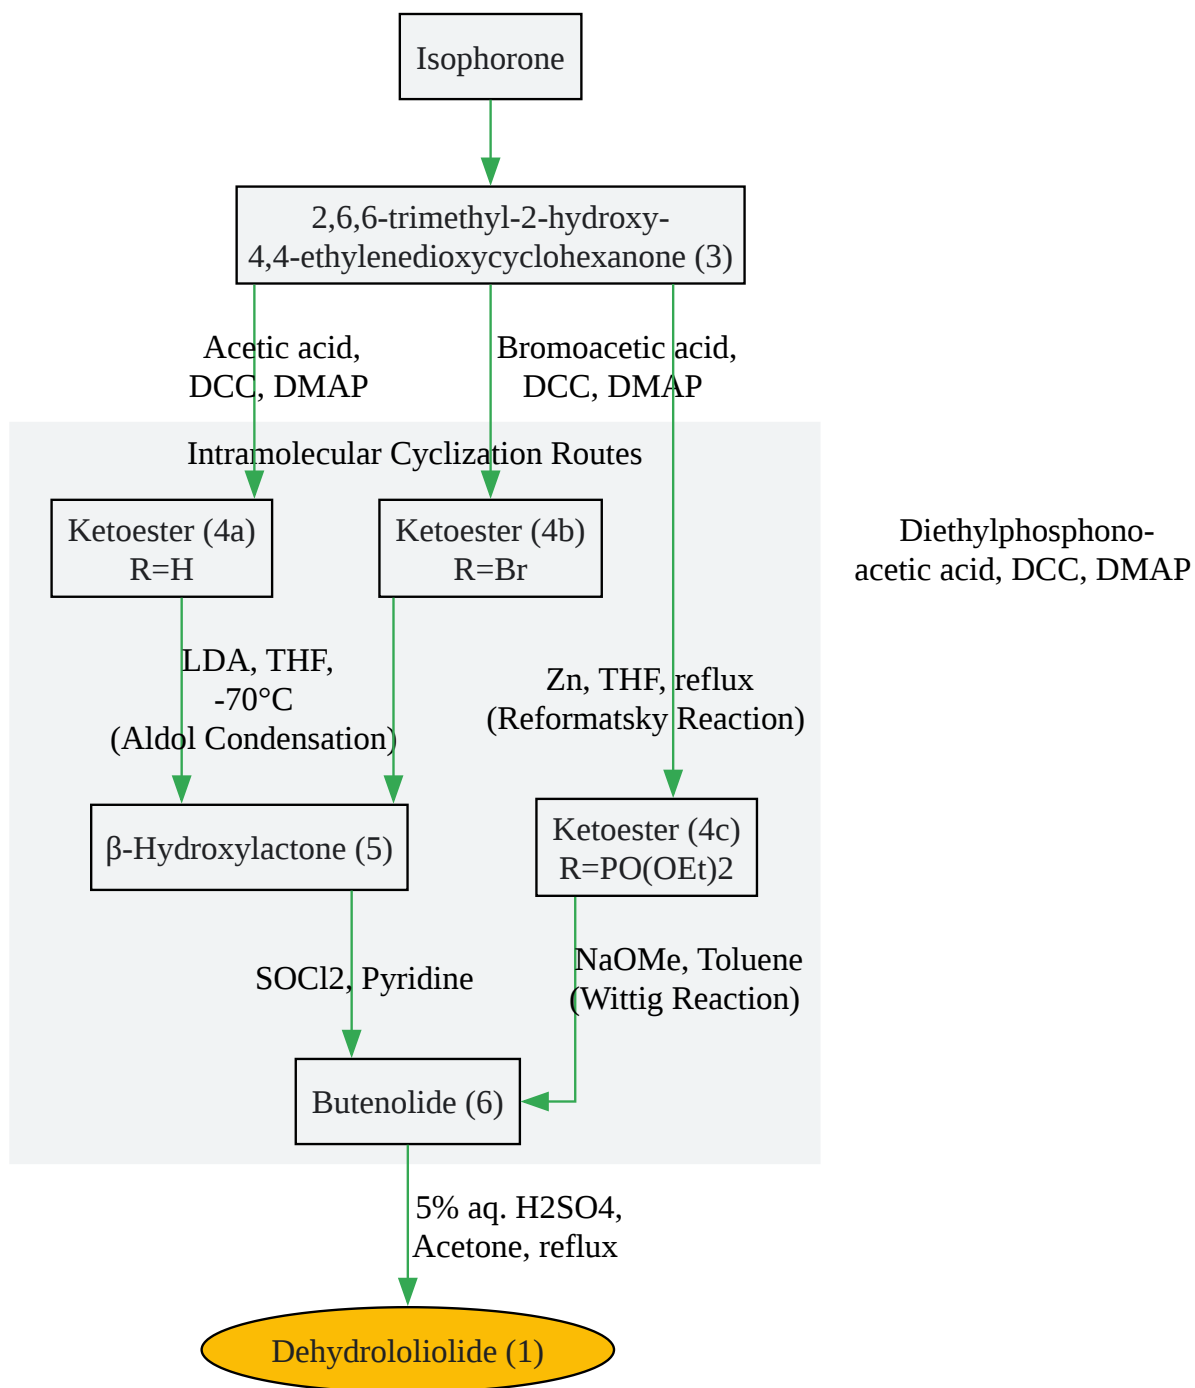 Isophorone
2,6,6-trimethyl-2-hydroxy-
4,4-ethylenedioxycyclohexanone (3)
Acetic acid,
DCC, DMAP
Bromoacetic acid,
DCC, DMAP
Intramolecular Cyclization Routes
Ketoester (4a)
R=H
Ketoester (4b)
R=Br
Diethylphosphono-
acetic acid, DCC, DMAP
LDA, THF,
-70°C
(Aldol Condensation)
Zn, THF, reflux
(Reformatsky Reaction)
β-Hydroxylactone (5)
Ketoester (4c)
R=PO(OEt)2
SOCl2, Pyridine
NaOMe, Toluene
(Wittig Reaction)
Butenolide (6)
5% aq. H2SO4,
Acetone, reflux
Dehydrololiolide (1)